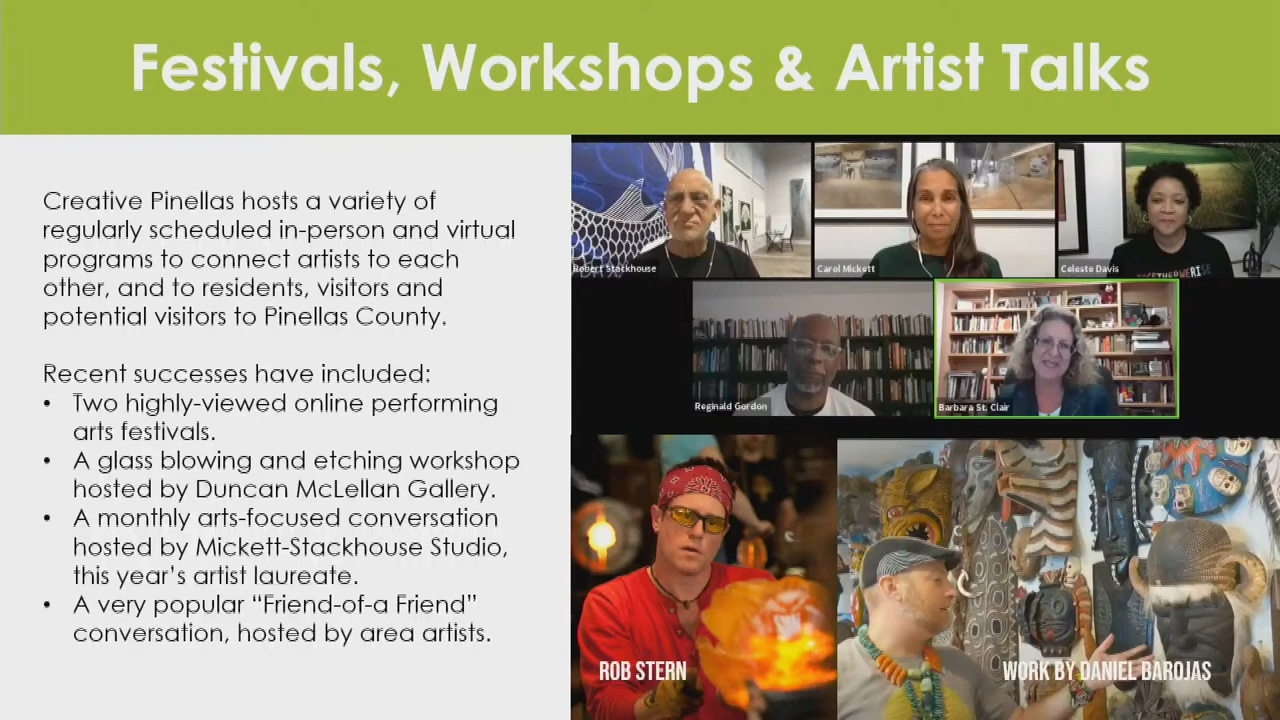 Festivals, Workshops & Artist Talks
Creative Pinellas hosts a variety of
regularly scheduled in-person and virtual
programs to connect artists to each
other, and to residents, visitors and
potential visitors to Pinellas County.
Recent successes have included:
• Two highly-viewed online performing
arts festivals.
• A glass blowing and etching workshop
hosted by Duncan McLellan Gallery.
• A monthly arts-focused conversation
hosted by Mickett-Stackhouse Studio,
this year's artist laureate.
• A very popular “Friend-of-a Friend”
conversation, hosted by area artists.
Robert Stackhouse
Carol Mickett
Celeste Davis
Reginald Gordon
Barbara St. Clair
ROB STERN
WORK BY DANIEL BAROJAS